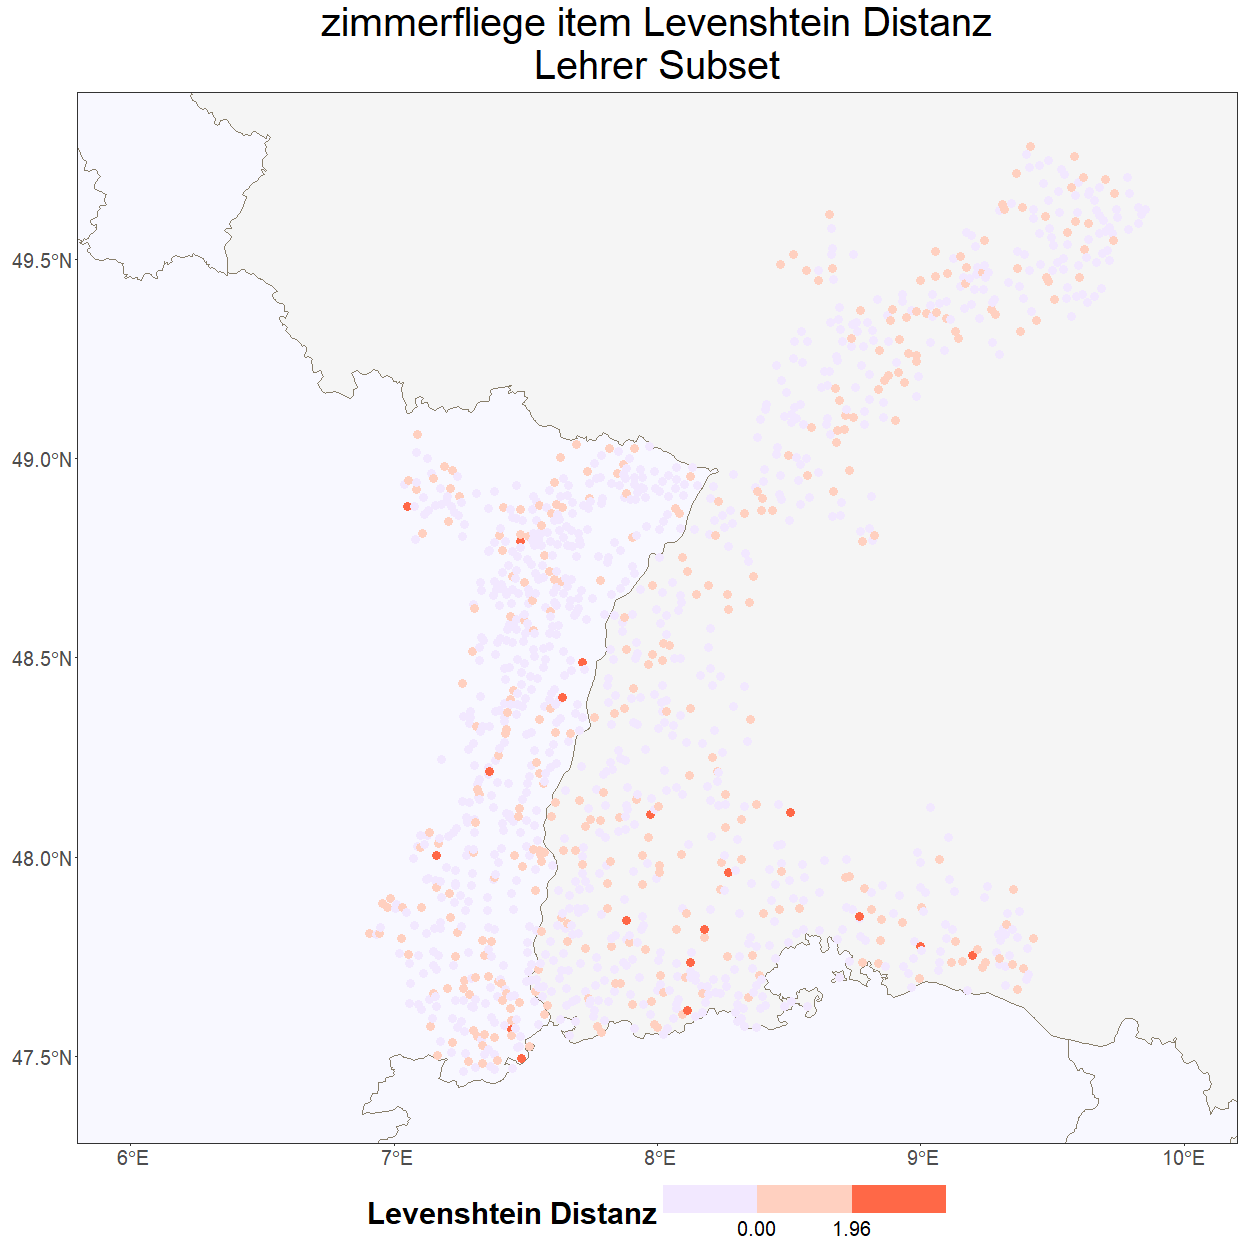 zimmerfliege item Levenshtein Distanz
Lehrer Subset
49.5°N
49.0°N
48.5°N
48.0°N
47.5°N
6°E 7°E 8°E 9°E 10°E
Levenshtein Distanz
0.00 1.96